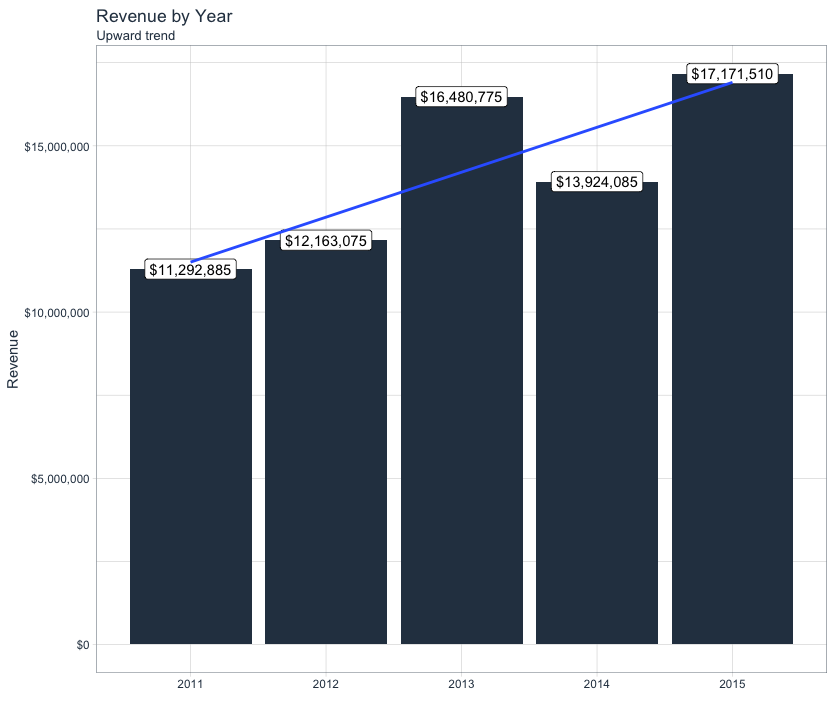 Revenue by Year
Upward trend
$17,171,510
$16,480,775
$15,000,000
$13,924,085
$12,163,075
$11,292,885
$10,000,000
Revenue
$5,000,000
$0
2011 2012 2013 2014 2015